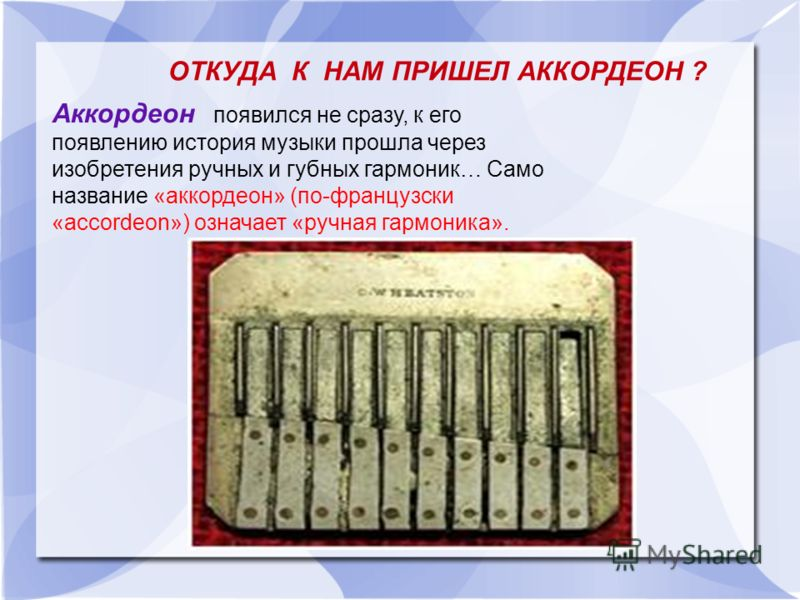 ОТКУДА К НАМ ПРИШЕЛ АККОРДЕОН ?
Аккордеон появился не сразу, к его
появлению история музыки прошла через
изобретения ручных и губных гармоник… Само
название «аккордеон» (по-французски
«accordeon») означает «ручная гармоника».
C.WHEATSTON
MyShared